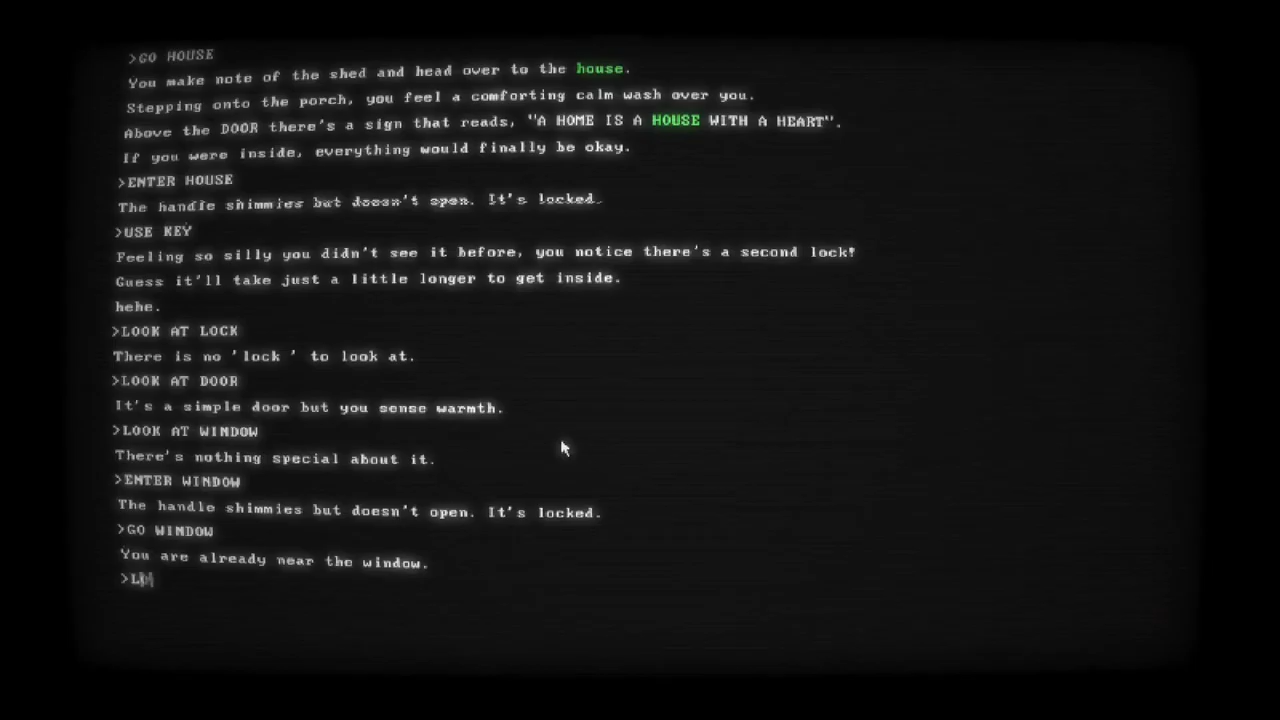 >GO HOUSE
You make note of the shed and head over to the house.
Stepping onto the porch, you feel a comforting calm wash over you.
Above the DOOR there's a sign that reads, "A HOME IS A HOUSE WITH A HEART".
If you were inside, everything would finally be okay.
>ENTER HOUSE
The handle shimmies but doesn't open. It's locked.
>USE KEY
Feeling so silly you didn't see it before, you notice there's a second lock!
Guess it'll take just a little longer to get inside.
hehe.
>LOOK AT LOCK
There is no 'lock ' to look at.
>LOOK AT DOOR
It's a simple door but you sense warmth.
>LOOK AT WINDOW
There's nothing special about it.
>ENTER WINDOW
The handle shimmies but doesn't open. It's locked.
>GO WINDOW
You are already near the window.
>L